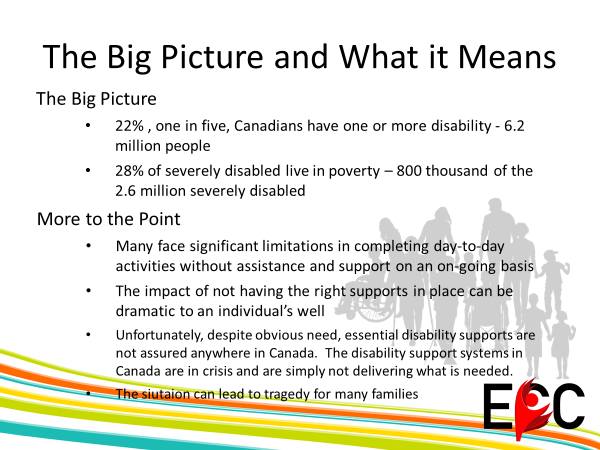 The Big Picture and What it Means
The Big Picture
• 22% , one in five, Canadians have one or more disability - 6.2
million people
• 28% of severely disabled live in poverty – 800 thousand of the
2.6 million severely disabled
More to the Point
• Many face significant limitations in completing day-to-day
activities without assistance and support on an on-going basis
• The impact of not having the right supports in place can be
dramatic to an individual’s well
• Unfortunately, despite obvious need, essential disability supports are
not assured anywhere in Canada.  The disability support systems in
Canada are in crisis and are simply not delivering what is needed.
• The siutaion can lead to tragedy for many families
ECC